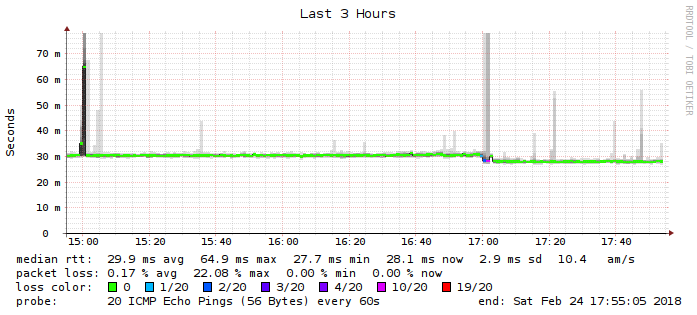 Last 3 Hours
RRDTOOL / TOBI OETIKER
Seconds
70 m
60 m
50 m
40 m
30 m
20 m
10 m
0
15:00 15:20 15:40 16:00 16:20 16:40 17:00 17:20 17:40
median rtt: 29.9 ms avg 64.9 ms max 27.7 ms min 28.1 ms now 2.9 ms sd 10.4 am/s
packet loss: 0.17 % avg 22.08 % max 0.00 % min 0.00 % now
loss color: 0 1/20 2/20 3/20 4/20 10/20 19/20
probe: 20 ICMP Echo Pings (56 Bytes) every 60s end: Sat Feb 24 17:55:05 2018